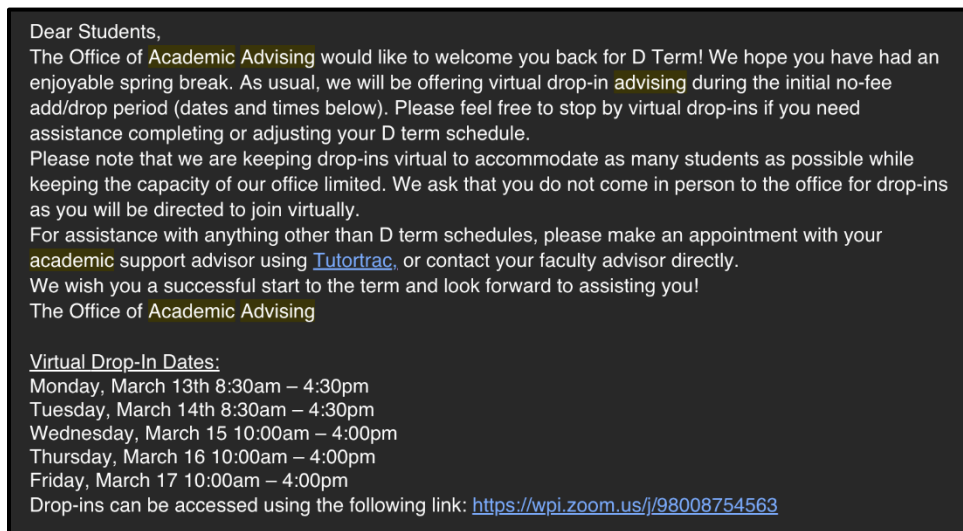 Dear Students,
The Office of Academic Advising would like to welcome you back for D Term! We hope you have had an
enjoyable spring break. As usual, we will be offering virtual drop-in advising during the initial no-fee
add/drop period (dates and times below). Please feel free to stop by virtual drop-ins if you need
assistance completing or adjusting your D term schedule.
Please note that we are keeping drop-ins virtual to accommodate as many students as possible while
keeping the capacity of our office limited. We ask that you do not come in person to the office for drop-ins
as you will be directed to join virtually.
For assistance with anything other than D term schedules, please make an appointment with your
academic support advisor using Tutortrac, or contact your faculty advisor directly.
We wish you a successful start to the term and look forward to assisting you!
The Office of Academic Advising
Virtual Drop-In Dates:
Monday, March 13th 8:30am – 4:30pm
Tuesday, March 14th 8:30am – 4:30pm
Wednesday, March 15 10:00am – 4:00pm
Thursday, March 16 10:00am – 4:00pm
Friday, March 17 10:00am – 4:00pm
Drop-ins can be accessed using the following link: https://wpi.zoom.us/j/98008754563